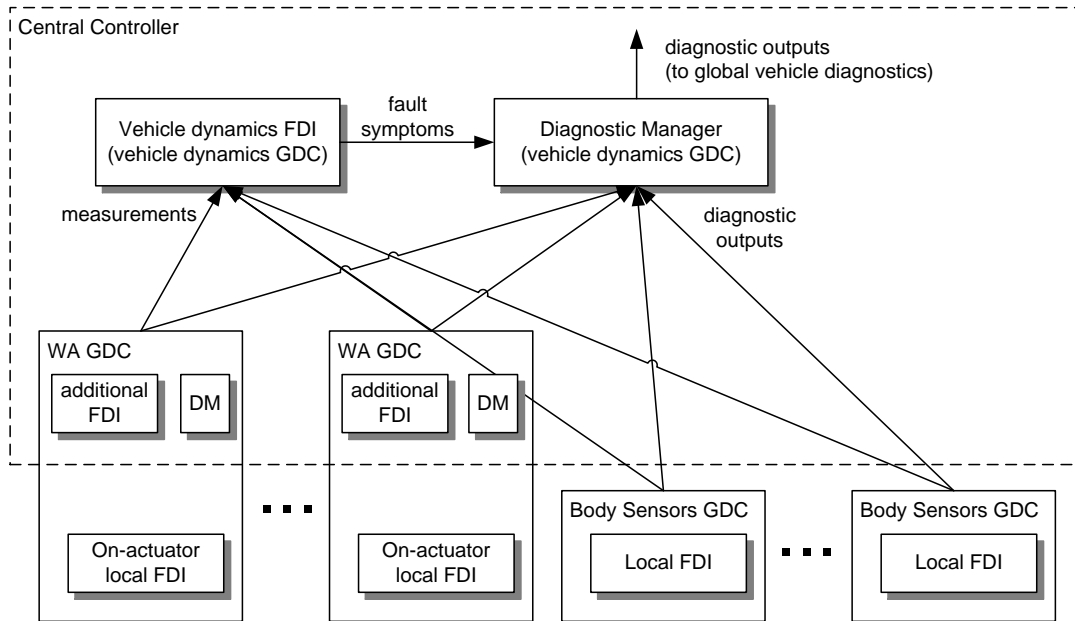 Central Controller
diagnostic outputs
(to global vehicle diagnostics)
Vehicle dynamics FDI
(vehicle dynamics GDC)
fault
symptoms
Diagnostic Manager
(vehicle dynamics GDC)
measurements
diagnostic
outputs
WA GDC
additional
FDI
DM
WA GDC
additional
FDI
DM
On-actuator
local FDI
On-actuator
local FDI
Body Sensors GDC
Local FDI
Body Sensors GDC
Local FDI